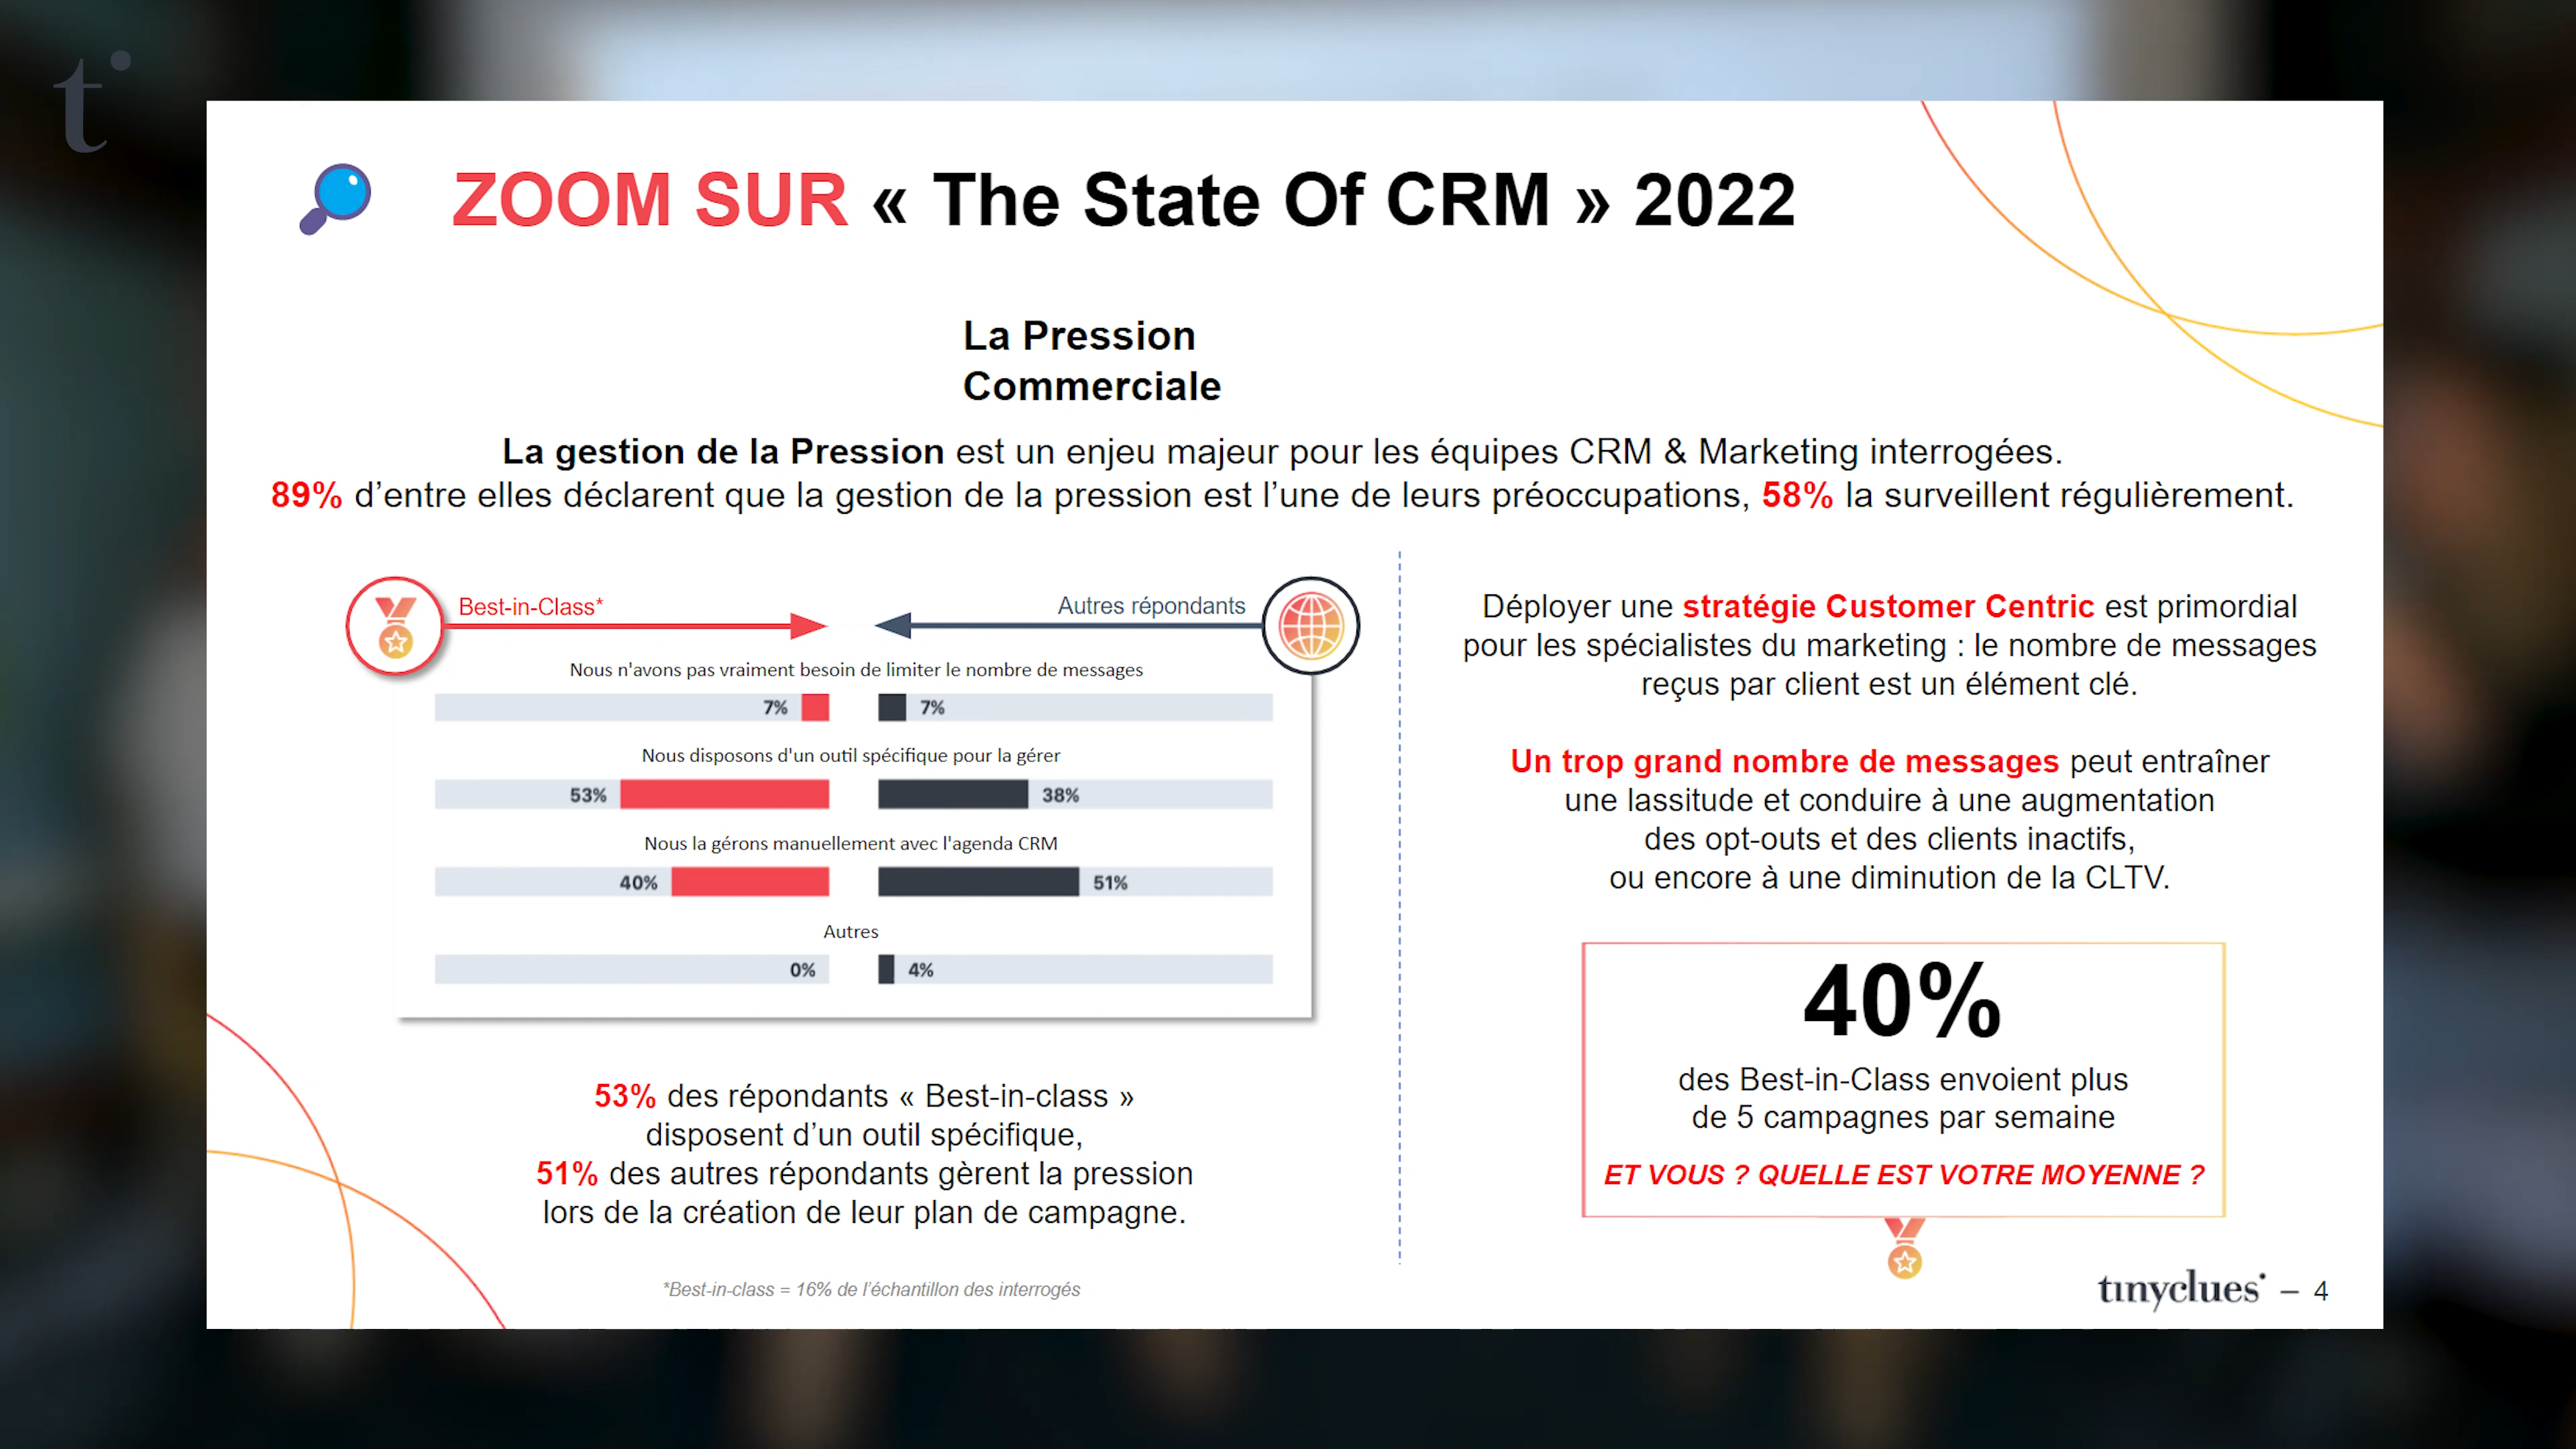 t
ZOOM SUR « The State Of CRM » 2022
La Pression
Commerciale
La gestion de la Pression est un enjeu majeur pour les équipes CRM & Marketing interrogées.
89% d’entre elles déclarent que la gestion de la pression est l’une de leurs préoccupations, 58% la surveillent régulièrement.
Best-in-Class*
Autres répondants
Nous n'avons pas vraiment besoin de limiter le nombre de messages
7% 7%
Nous disposons d'un outil spécifique pour la gérer
53% 38%
Nous la gérons manuellement avec l'agenda CRM
40% 51%
Autres
0% 4%
53% des répondants « Best-in-class »
disposent d’un outil spécifique,
51% des autres répondants gèrent la pression
lors de la création de leur plan de campagne.
*Best-in-class = 16% de l’échantillon des interrogés
Déployer une stratégie Customer Centric est primordial
pour les spécialistes du marketing : le nombre de messages
reçus par client est un élément clé.
Un trop grand nombre de messages peut entraîner
une lassitude et conduire à une augmentation
des opt-outs et des clients inactifs,
ou encore à une diminution de la CLTV.
40%
des Best-in-Class envoient plus
de 5 campagnes par semaine
ET VOUS ? QUELLE EST VOTRE MOYENNE ?
tinyclues – 4